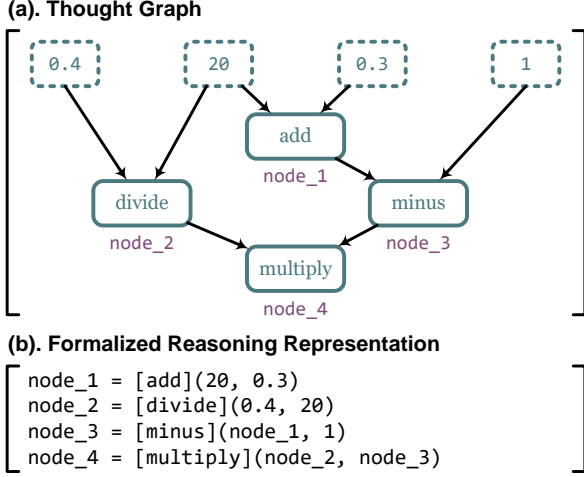 (a). Thought Graph
0.4 20 0.3 1
add
node_1
divide minus
node_2 node_3
multiply
node_4
(b). Formalized Reasoning Representation
node_1 = [add](20, 0.3)
node_2 = [divide](0.4, 20)
node_3 = [minus](node_1, 1)
node_4 = [multiply](node_2, node_3)